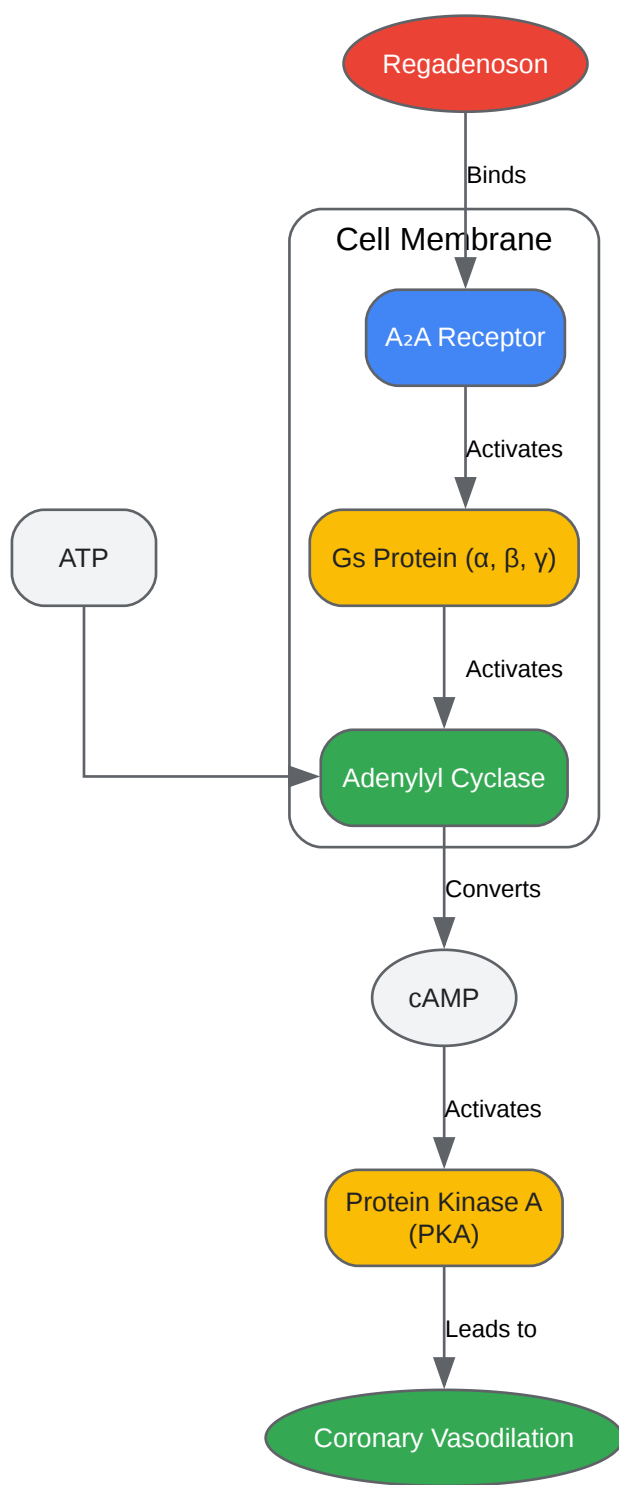 Regadenoson
Binds
Cell Membrane
A₂A Receptor
Activates
ATP
Gs Protein (α, β, γ)
Activates
Adenylyl Cyclase
Converts
cAMP
Activates
Protein Kinase A
(PKA)
Leads to
Coronary Vasodilation